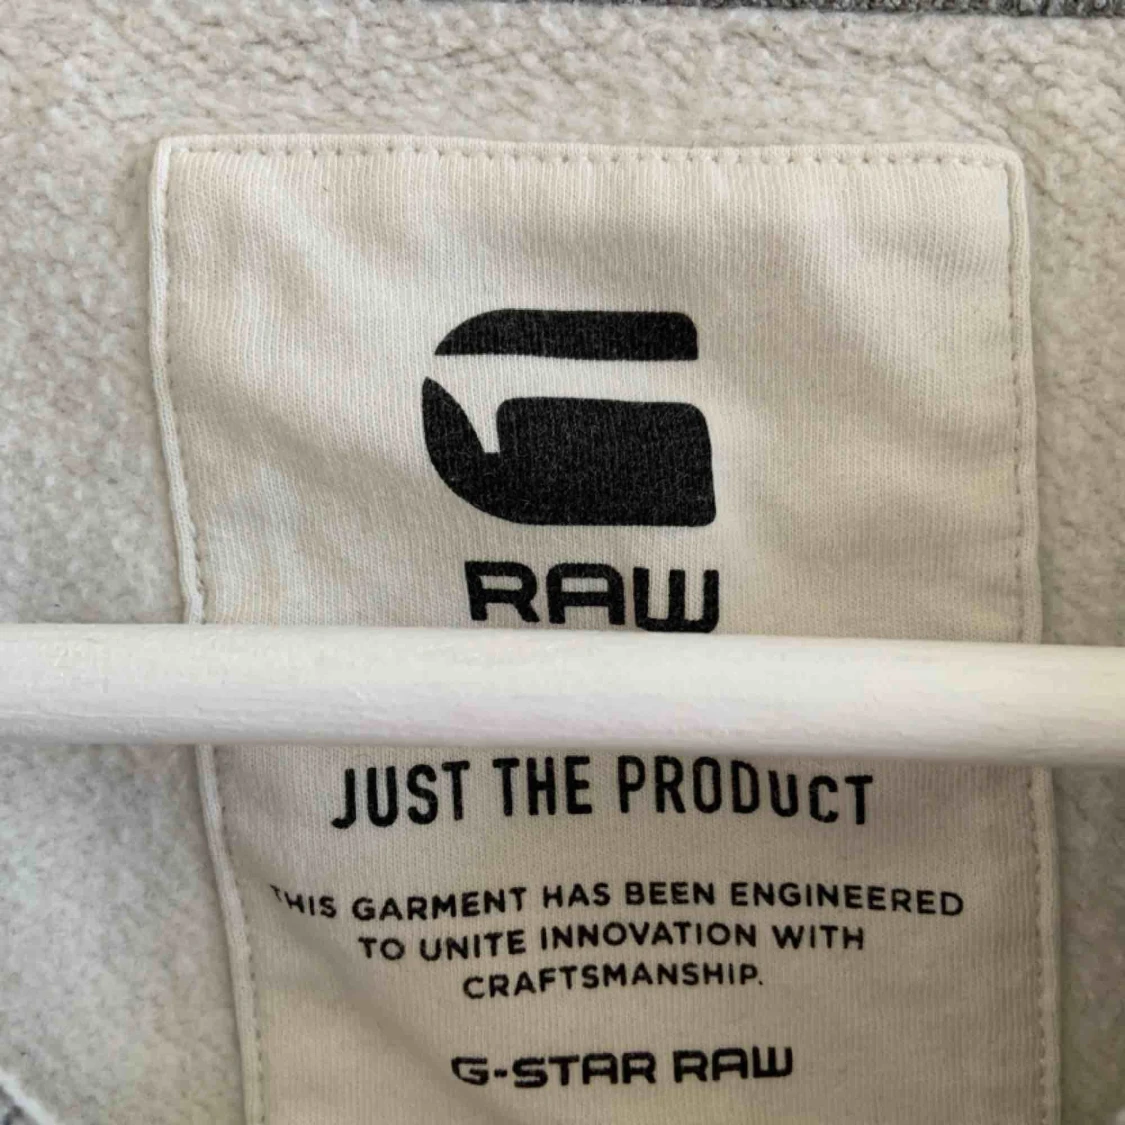 RAW
JUST THE PRODUCT
THIS GARMENT HAS BEEN ENGINEERED
TO UNITE INNOVATION WITH
CRAFTSMANSHIP.
G-STAR RAW